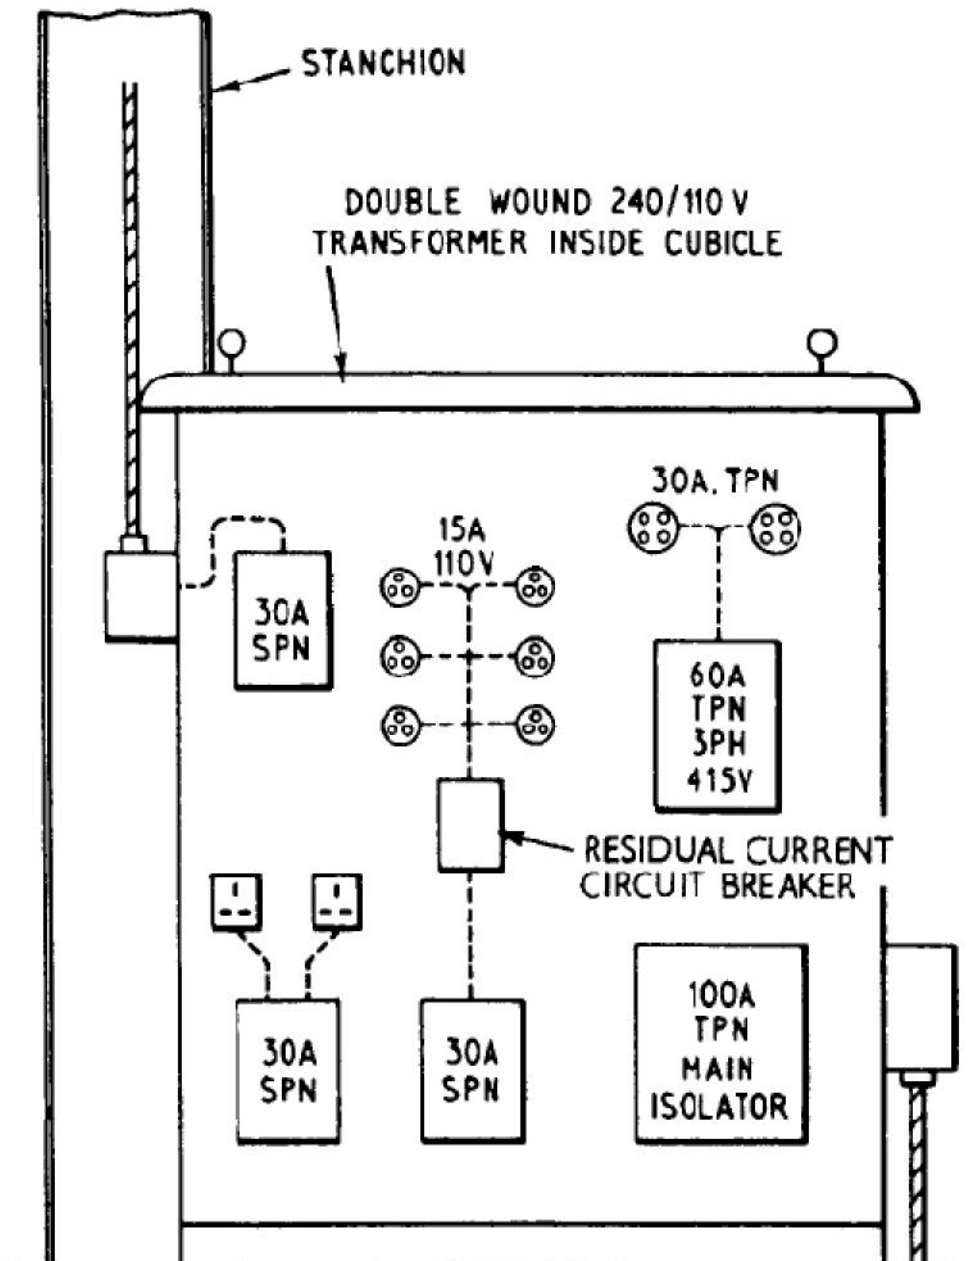 STANCHION
DOUBLE WOUND 240/110 V
TRANSFORMER INSIDE CUBICLE
30A. TPN
15A
110V
30A
SPN
60A
TPN
3PH
415V
RESIDUAL CURRENT
CIRCUIT BREAKER
30A
SPN
30A
SPN
100A
TPN
MAIN
ISOLATOR